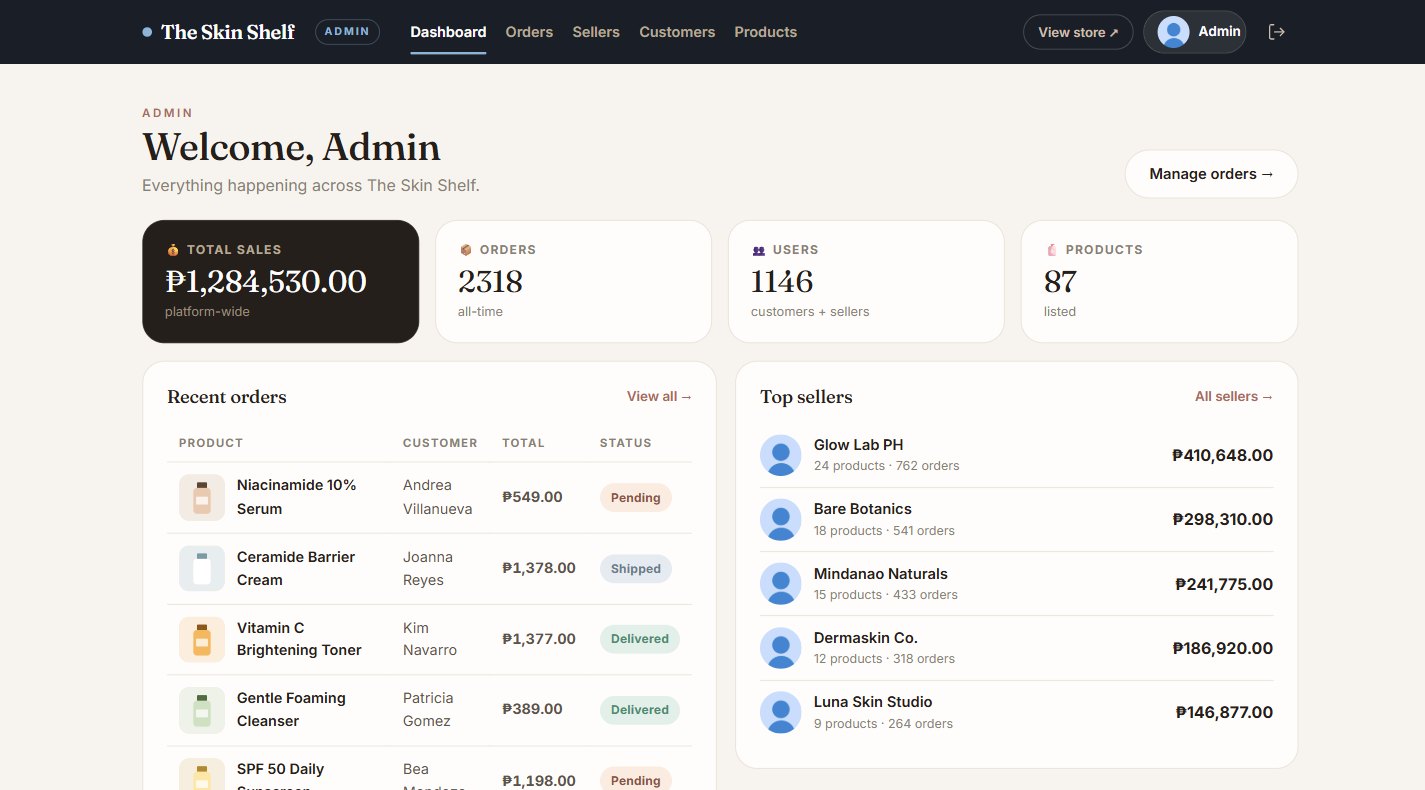 The Skin Shelf
ADMIN
Dashboard Orders Sellers Customers Products
View store ↗
Admin
ADMIN
Welcome, Admin
Everything happening across The Skin Shelf.
Manage orders →
TOTAL SALES
₱1,284,530.00
platform-wide
ORDERS
2318
all-time
USERS
1146
customers + sellers
PRODUCTS
87
listed
Recent orders
View all →
PRODUCT CUSTOMER TOTAL STATUS
Niacinamide 10%
Serum
Andrea
Villanueva
₱549.00
Pending
Ceramide Barrier
Cream
Joanna
Reyes
₱1,378.00
Shipped
Vitamin C
Brightening Toner
Kim
Navarro
₱1,377.00
Delivered
Gentle Foaming
Cleanser
Patricia
Gomez
₱389.00
Delivered
SPF 50 Daily
Sunscreen
Bea
Mendoza
₱1,198.00
Pending
Top sellers
All sellers →
Glow Lab PH
24 products · 762 orders
₱410,648.00
Bare Botanics
18 products · 541 orders
₱298,310.00
Mindanao Naturals
15 products · 433 orders
₱241,775.00
Dermaskin Co.
12 products · 318 orders
₱186,920.00
Luna Skin Studio
9 products · 264 orders
₱146,877.00